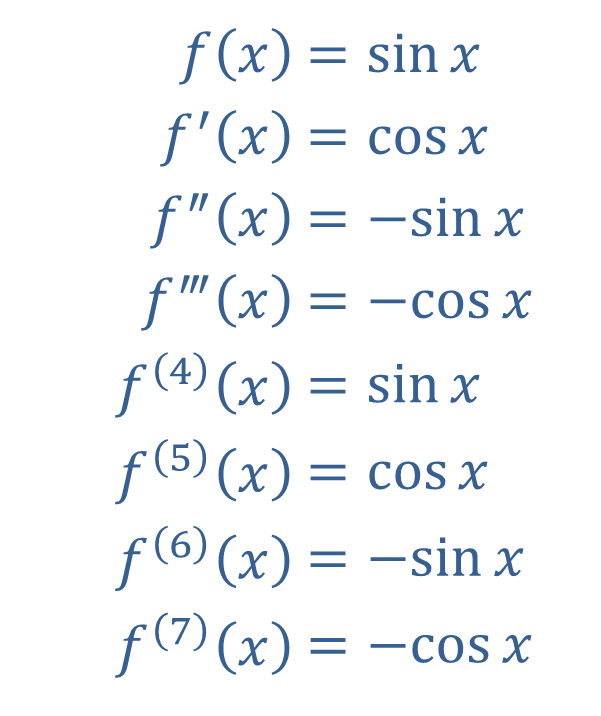 f(x) = sin x
f′(x) = cos x
f″(x) = −sin x
f‴(x) = −cos x
f⁽⁴⁾(x) = sin x
f⁽⁵⁾(x) = cos x
f⁽⁶⁾(x) = −sin x
f⁽⁷⁾(x) = −cos x